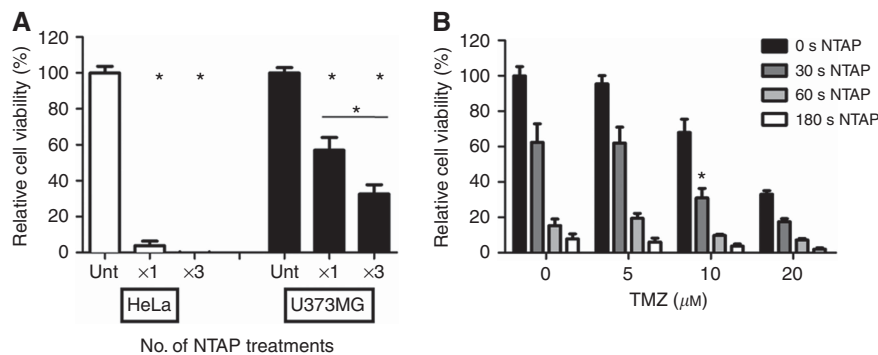 A
Relative cell viability (%)
120
100
80
60
40
20
0
* *
* *
*
Unt ×1 ×3 Unt ×1 ×3
HeLa U373MG
No. of NTAP treatments
B
Relative cell viability (%)
120
100
80
60
40
20
0
0 s NTAP
30 s NTAP
60 s NTAP
180 s NTAP
*
0 5 10 20
TMZ (μM)